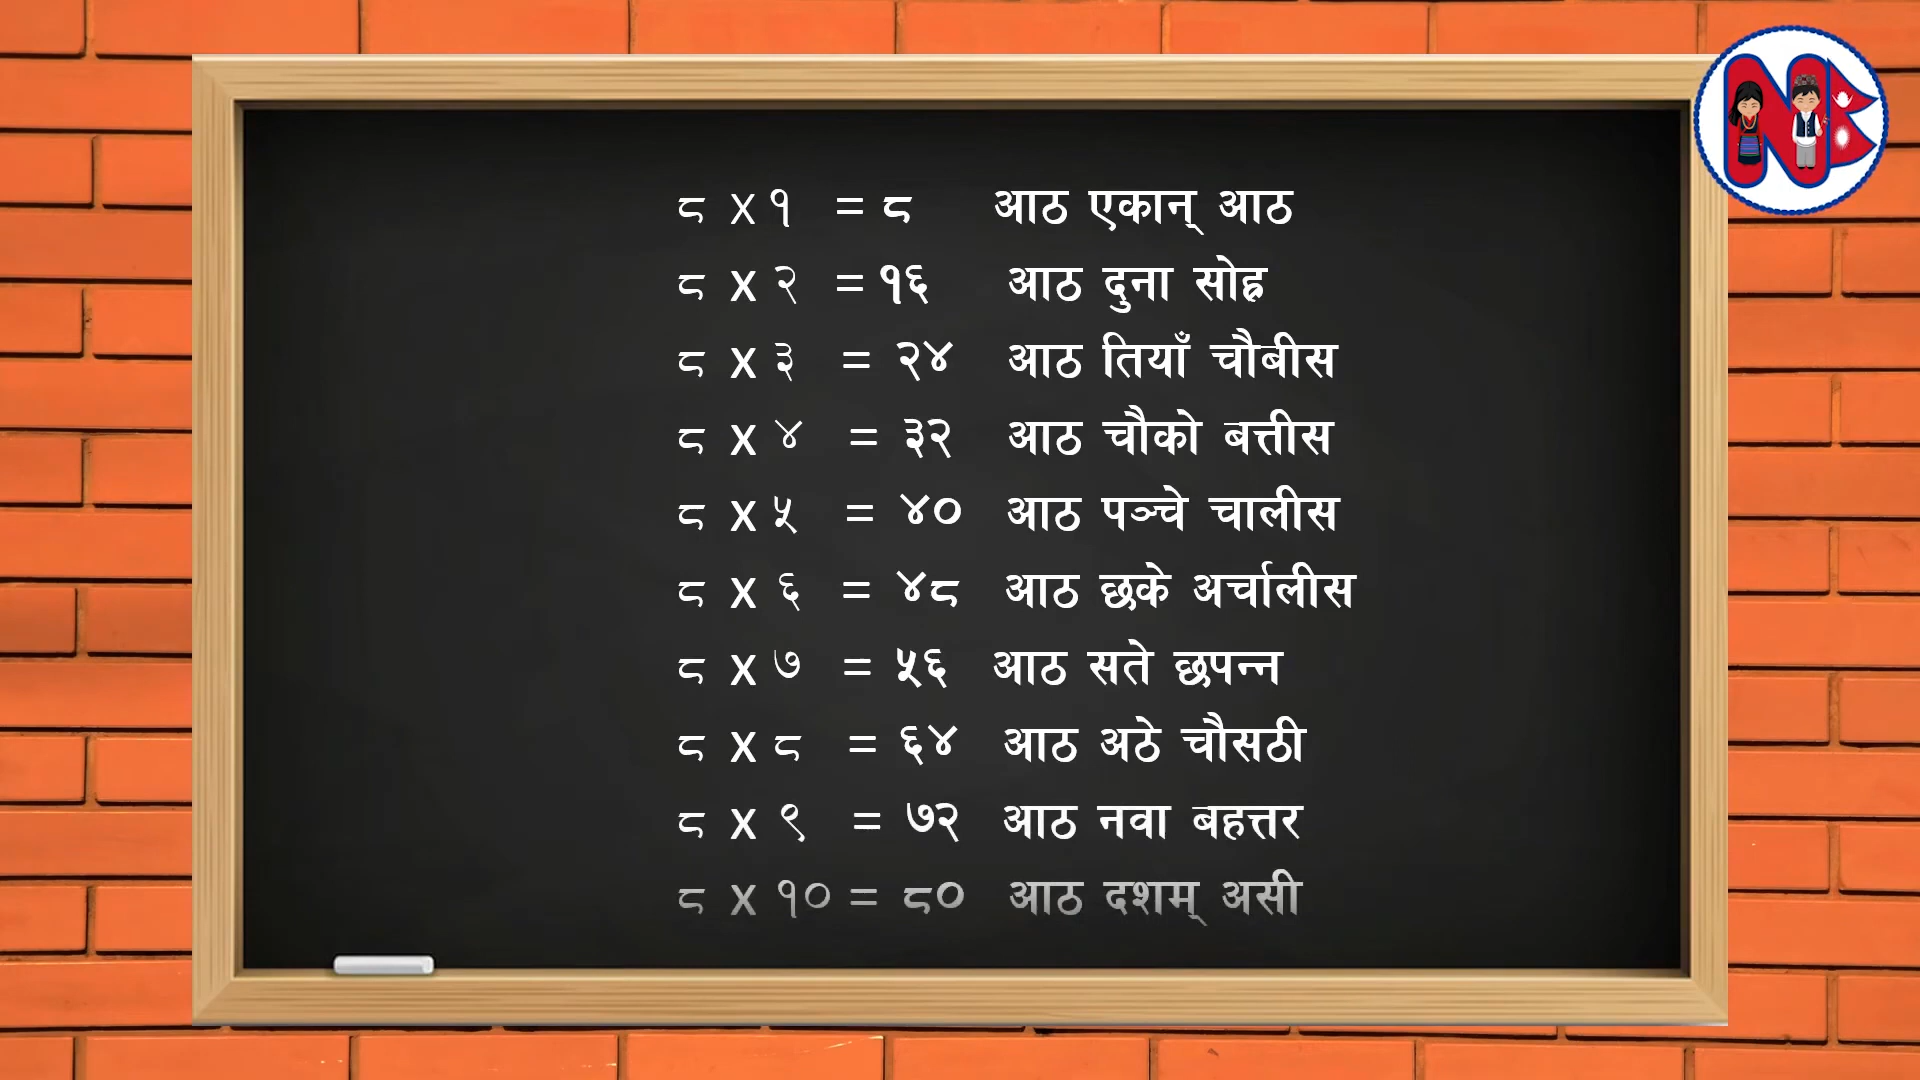 ८ x १ = ८ आठ एकान् आठ
८ x २ = १६ आठ दुना सोह्र
८ x ३ = २४ आठ तियाँ चौबीस
८ x ४ = ३२ आठ चौको बत्तीस
८ x ५ = ४० आठ पञ्चे चालीस
८ x ६ = ४८ आठ छके अर्चालीस
८ x ७ = ५६ आठ सते छपन्न
८ x ८ = ६४ आठ अठे चौसठी
८ x ९ = ७२ आठ नवा बहत्तर
८ x १० = ८० आठ दशम् असी